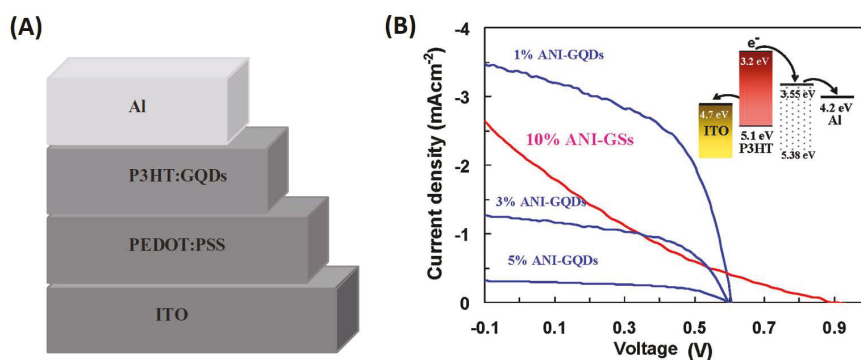 (A)
Al
P3HT:GQDs
PEDOT:PSS
ITO
(B)
Current density (mAcm-2)
-4
-3
-2
-1
0
1% ANI-GQDs
10% ANI-GSs
3% ANI-GQDs
5% ANI-GQDs
e-
3.2 eV
3.55 eV
4.7 eV
ITO
4.2 eV
Al
5.1 eV
P3HT
5.38 eV
-0.1 0.1 0.3 0.5 0.7 0.9
Voltage (V)